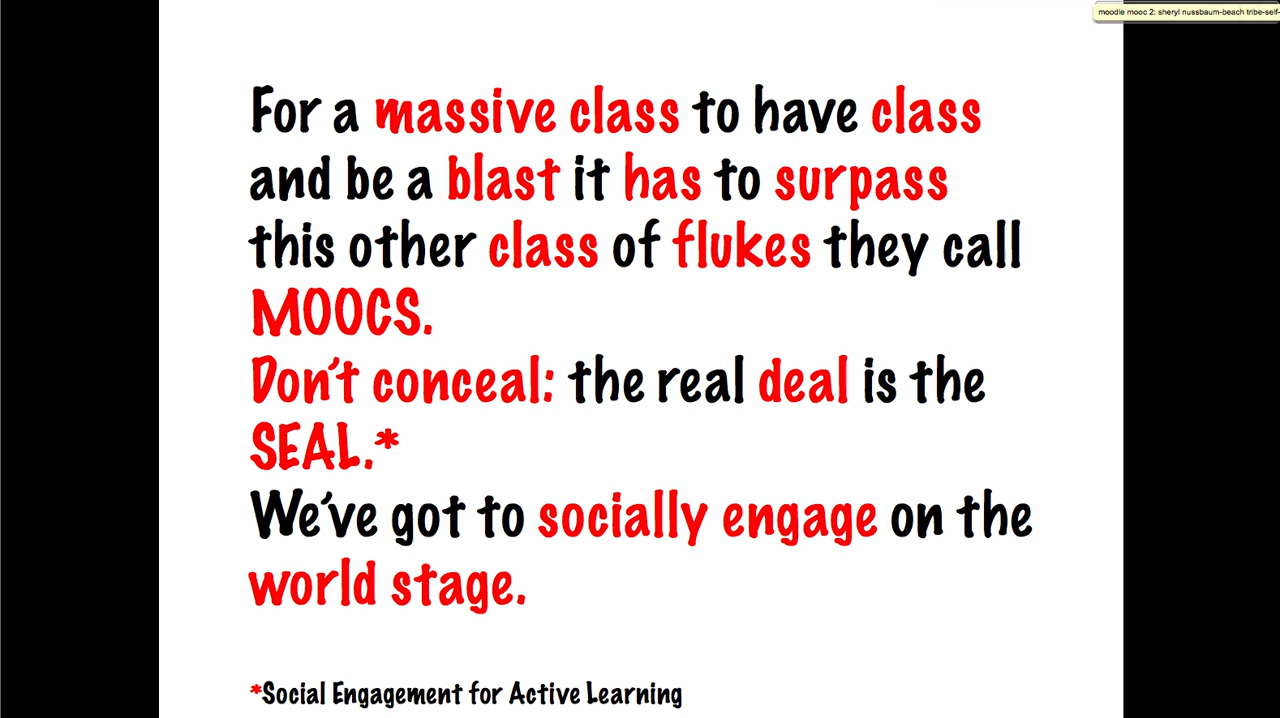 moodle mooc 2: sheryl nussbaum-beach tribe-self-
For a massive class to have class
and be a blast it has to surpass
this other class of flukes they call
MOOCS.
Don't conceal: the real deal is the
SEAL.*
We've got to socially engage on the
world stage.
*Social Engagement for Active Learning